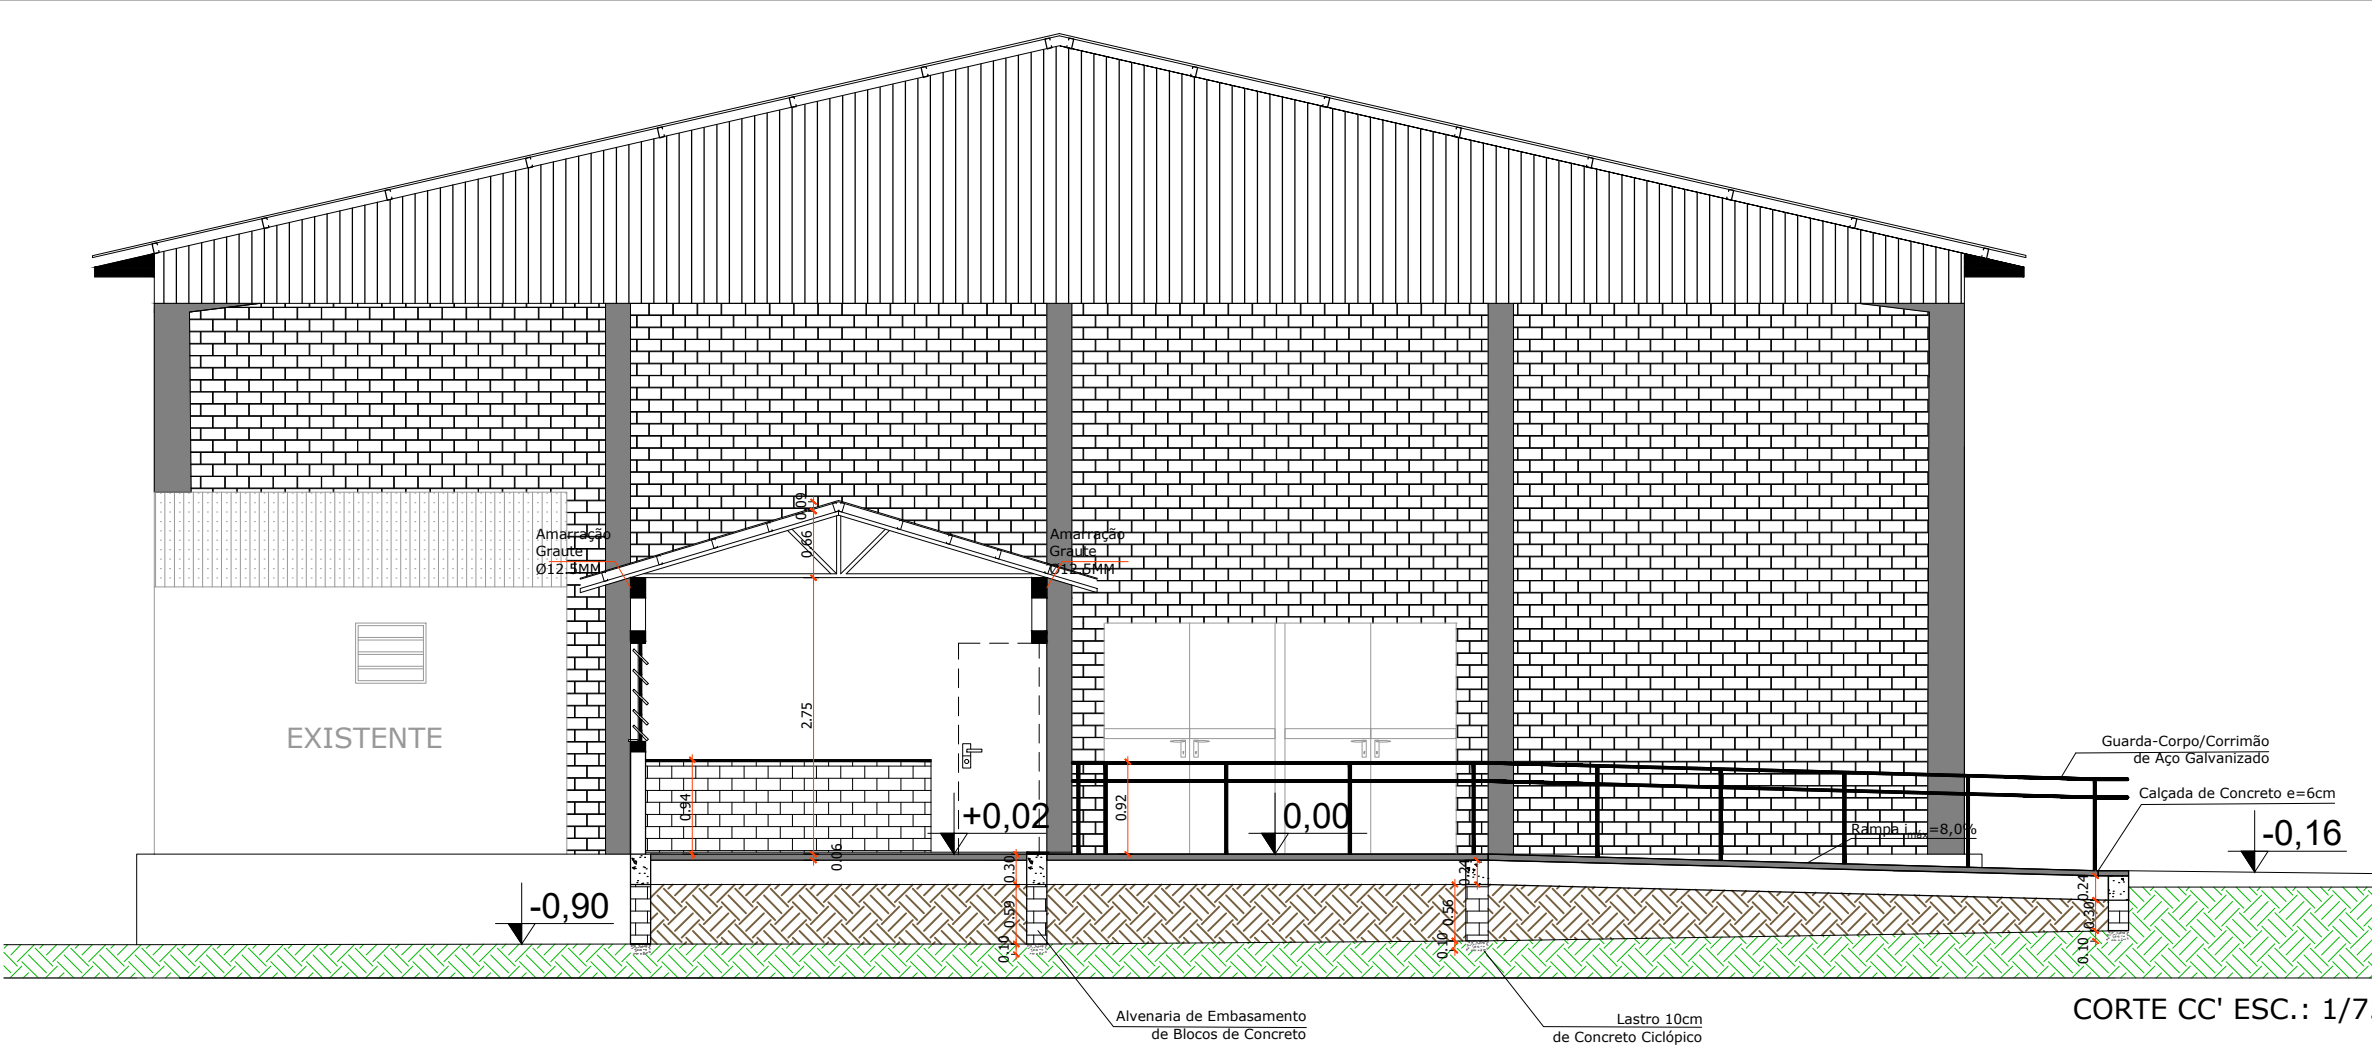 0.09
Amarração
Graute
Ø12.5MM
0.66
Amarração
Graute
Ø12.5MM
2.75
EXISTENTE
Guarda-Corpo/Corrimão
de Aço Galvanizado
Calçada de Concreto e=6cm
0.94
+0,02
0.92
0,00
Rampa i máx=8,0%
-0,16
0.06
0.30
0.24
0.24
-0,90
0.59
0.56
0.30
0.10
0.10
0.10
CORTE CC' ESC.: 1/7
Alvenaria de Embasamento
de Blocos de Concreto
Lastro 10cm
de Concreto Ciclópico